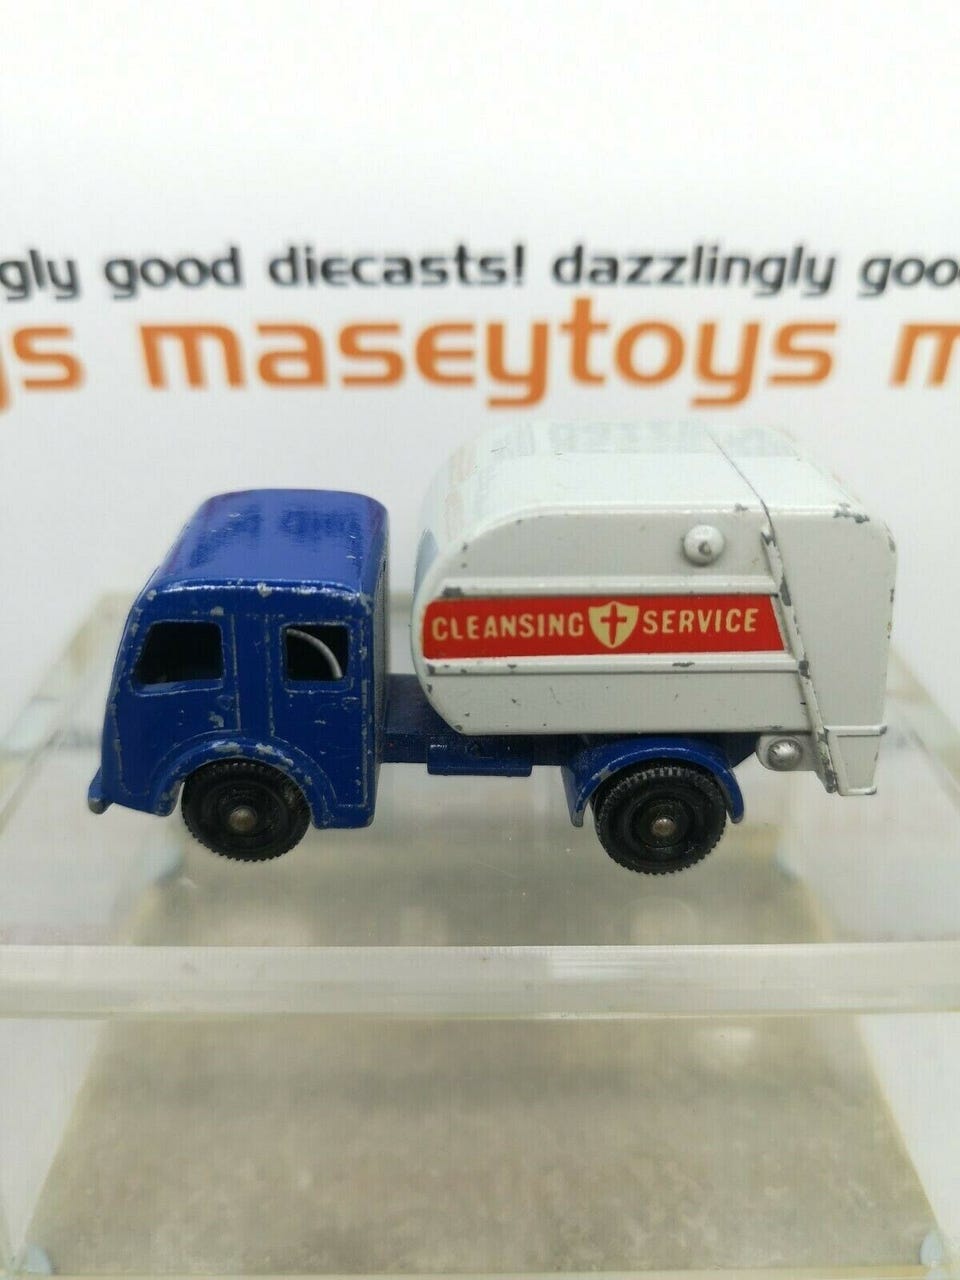 gly good diecasts! dazzlingly goo
ys maseytoys m
CLEANSING SERVICE